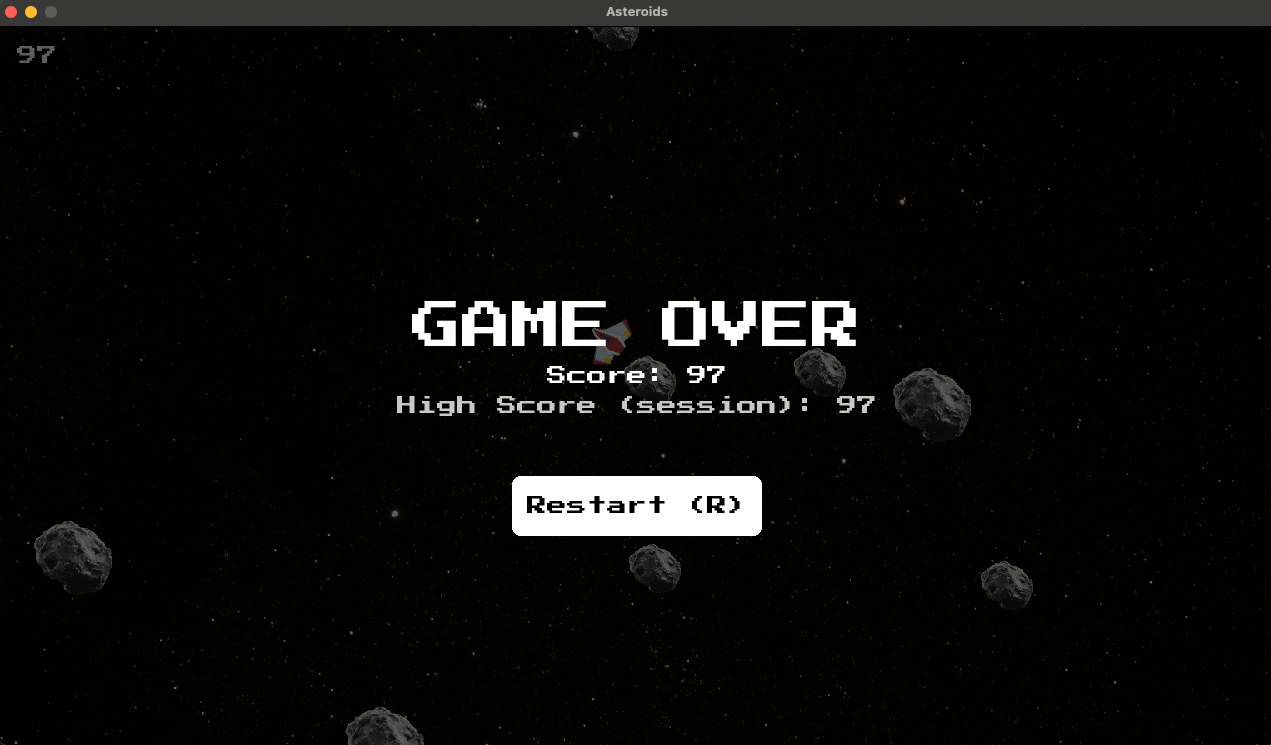 Asteroids
97
GAME OVER
Score: 97
High Score (session): 97
Restart (R)